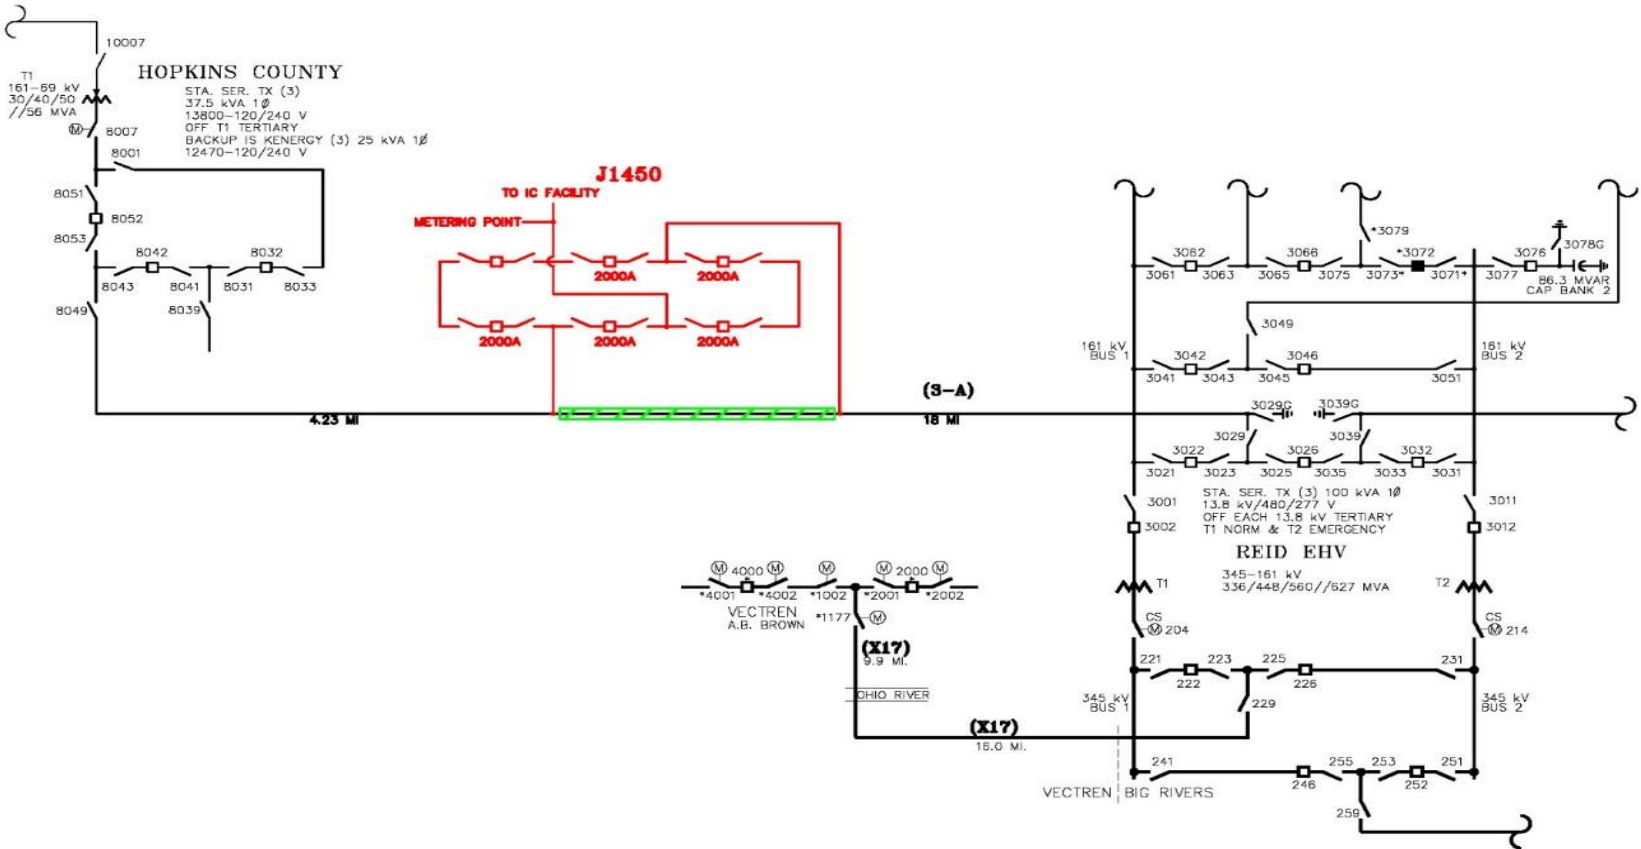 10007
HOPKINS COUNTY
T1
161-69 kV
30/40/50
//56 MVA
STA. SER. TX (3)
37.5 kVA 1Ø
13800-120/240 V
OFF T1 TERTIARY
BACKUP IS KENERGY (3) 25 kVA 1Ø
12470-120/240 V
M
8007
8001
8051
8052
8053
8042
8032
8043
8041
8031
8033
8049
8039
J1450
TO IC FACILITY
METERING POINT
2000A
2000A
2000A
2000A
2000A
4.23 MI
(3-A)
18 MI
*3079
3062
3066
*3072
3076
3078G
3061
3063
3065
3075
3073*
3071*
3077
86.3 MVAR
CAP BANK 2
3049
161 kV
BUS 1
161 kV
BUS 2
3042
3046
3041
3043
3045
3051
3029G
3039G
3029
3039
3022
3026
3032
3021
3023
3025
3035
3033
3031
STA. SER. TX (3) 100 kVA 1Ø
13.8 kV/480/277 V
OFF EACH 13.8 kV TERTIARY
T1 NORM & T2 EMERGENCY
3001
3002
3011
3012
REID EHV
345-161 kV
336/448/560//627 MVA
T1
T2
M
4000
M
M
M
2000
M
*4001
*4002
*1002
*2001
*2002
VECTREN
A.B. BROWN
*1177
M
(X17)
9.9 MI.
OHIO RIVER
CS
M
204
CS
M
214
221
223
225
231
222
226
345 kV
BUS 1
229
345 kV
BUS 2
(X17)
16.0 MI.
241
255
253
251
246
252
VECTREN
BIG RIVERS
259